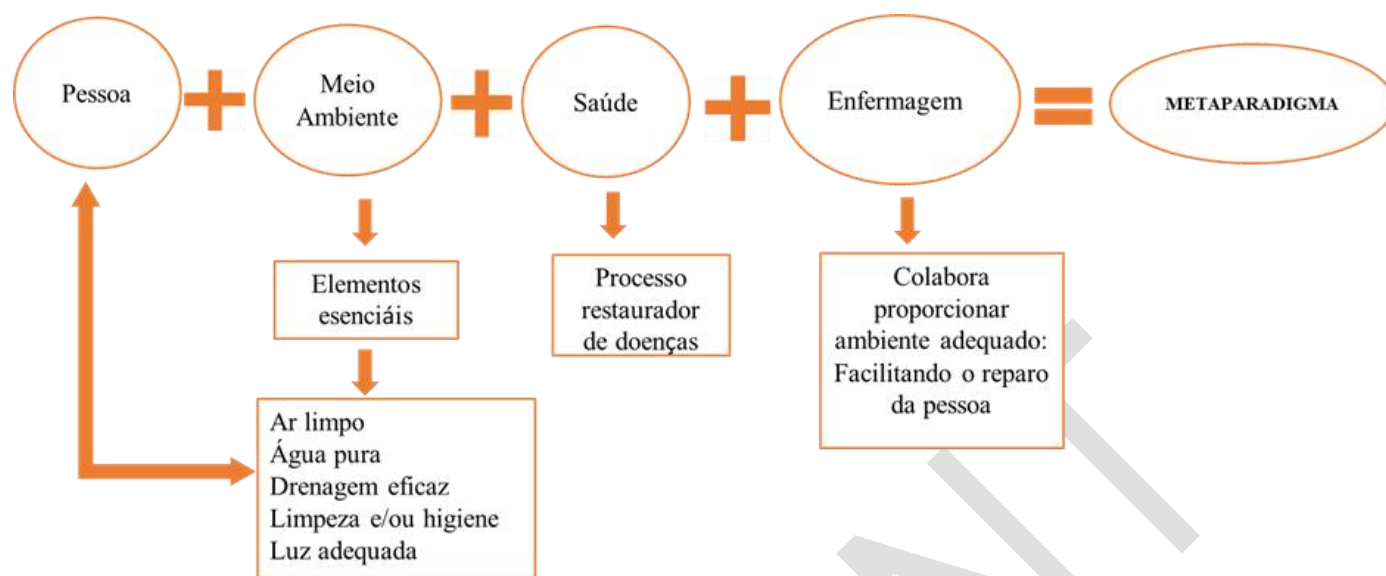 Pessoa
Meio
Ambiente
Saúde
Enfermagem
METAPARADIGMA
Elementos
esenciáis
Processo
restaurador
de doenças
Colabora
proporcionar
ambiente adequado:
Facilitando o reparo
da pessoa
Ar limpo
Água pura
Drenagem eficaz
Limpeza e/ou higiene
Luz adequada